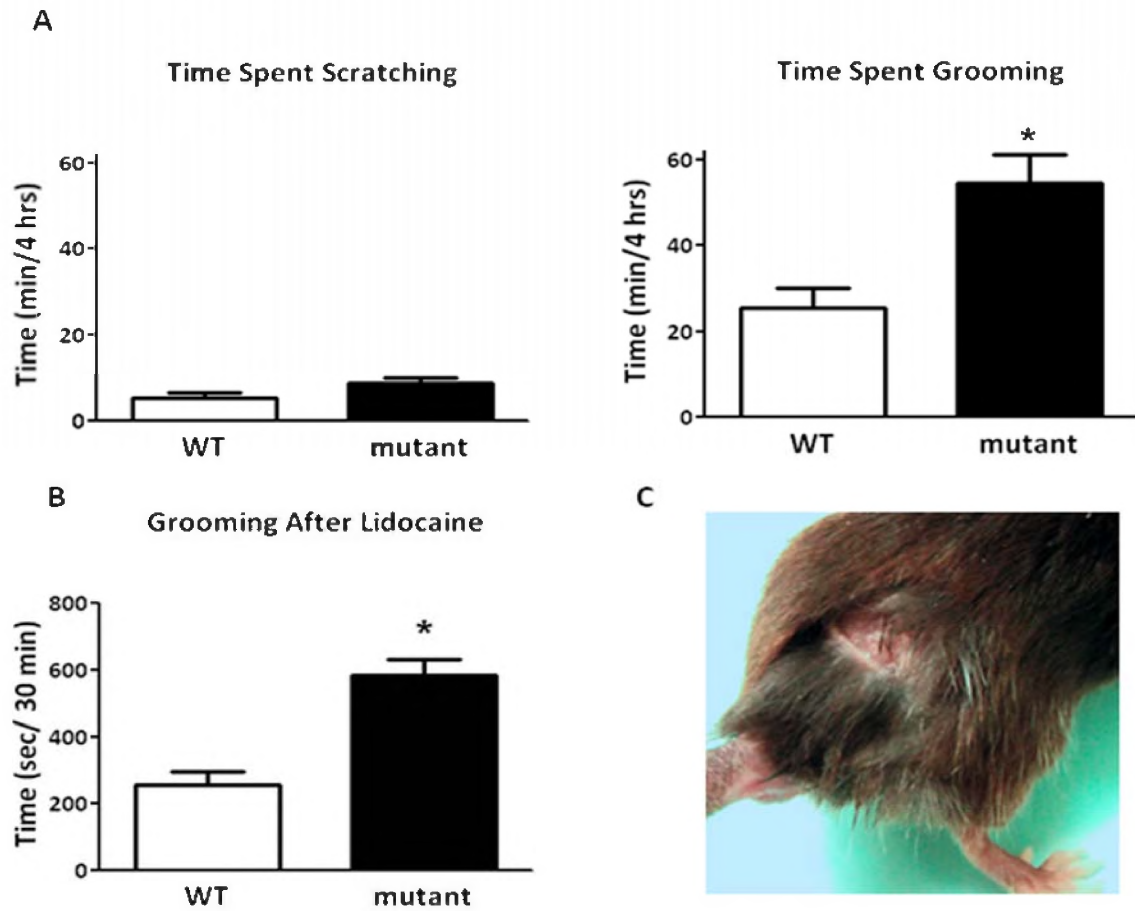 A
Time Spent Scratching
Time (min/4 hrs)
60
40
20
0
WT
mutant
Time Spent Grooming
Time (min/4 hrs)
60
40
20
0
*
WT
mutant
B
Grooming After Lidocaine
Time (sec/ 30 min)
800
600
400
200
0
*
WT
mutant
C